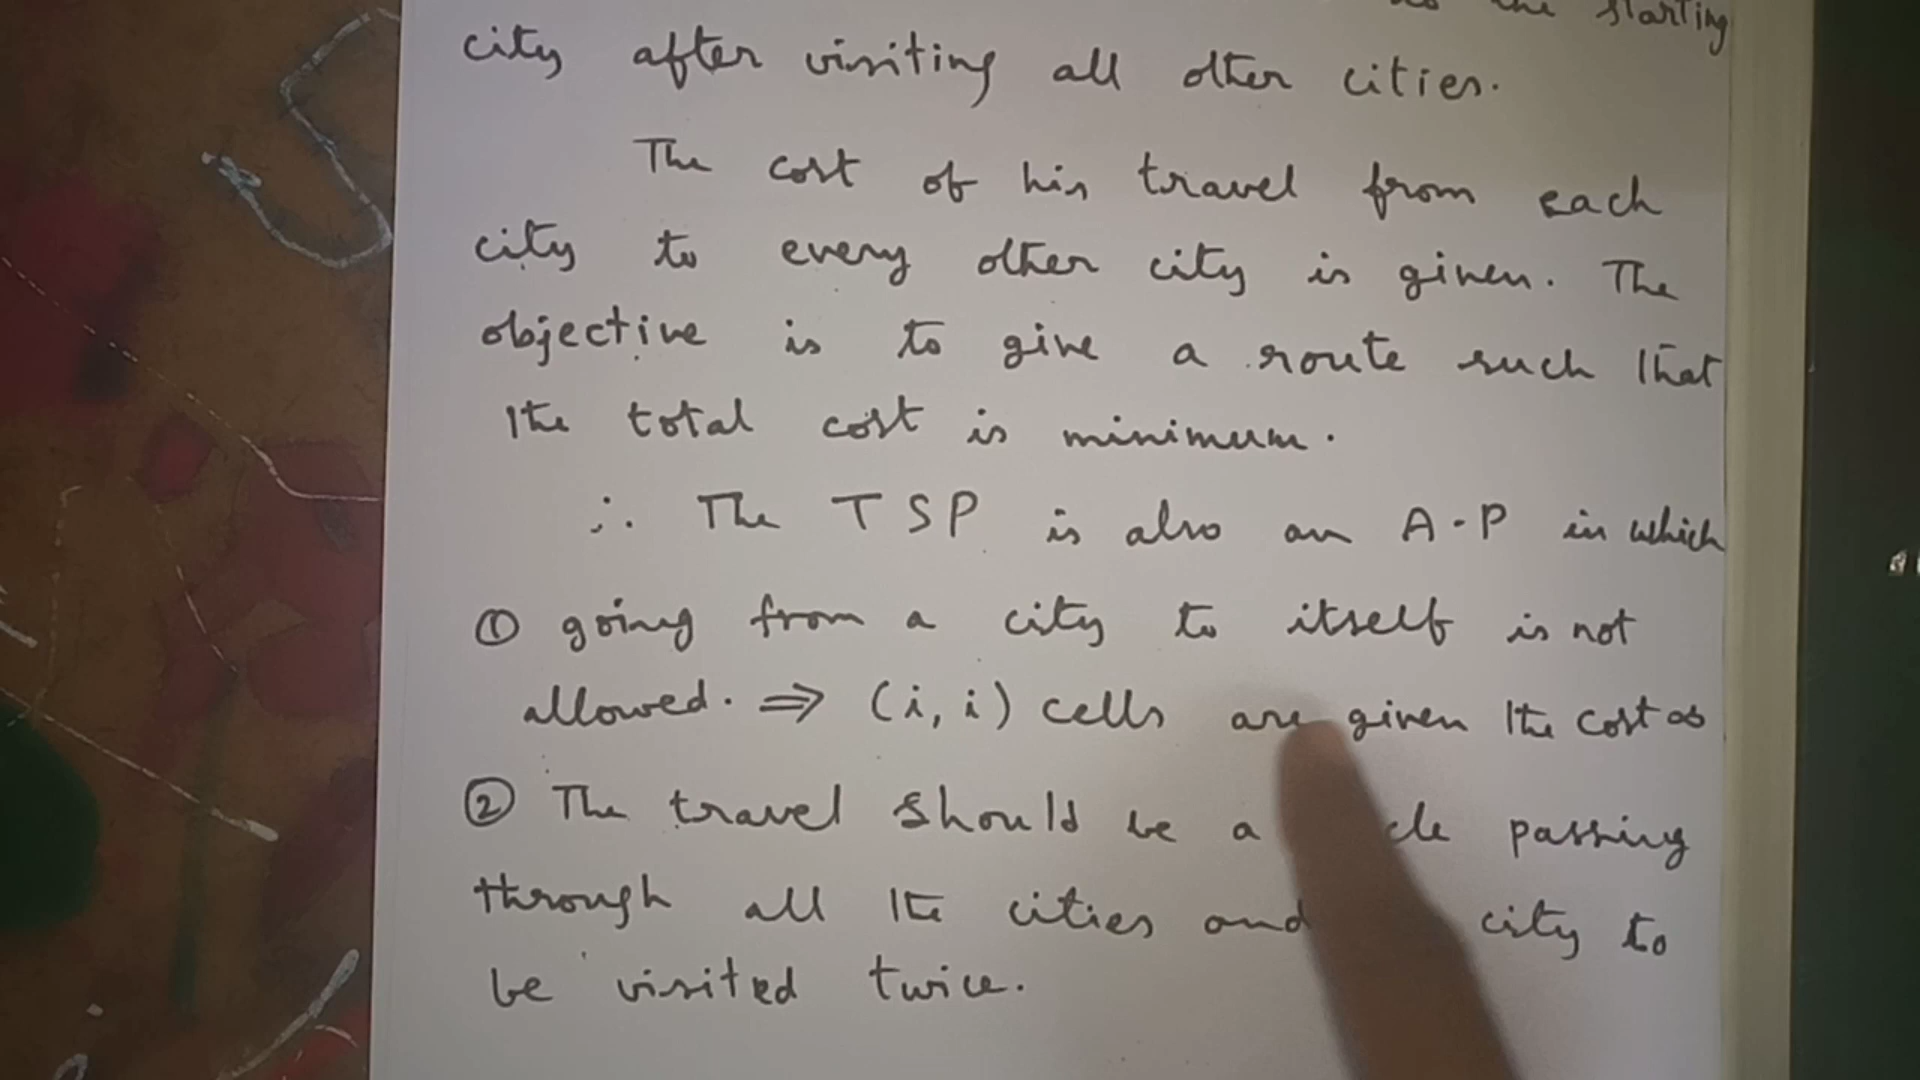 the starting
city after visiting all other cities.
The cost of his travel from each
city to every other city is given. The
objective is to give a route such that
the total cost is minimum.
∴ The TSP is also an A-P in which
① going from a city to itself is not
allowed. ⇒ (i, i) cells are given the cost ∞
② The travel should be a passing
through all the cities and city to
be visited twice.